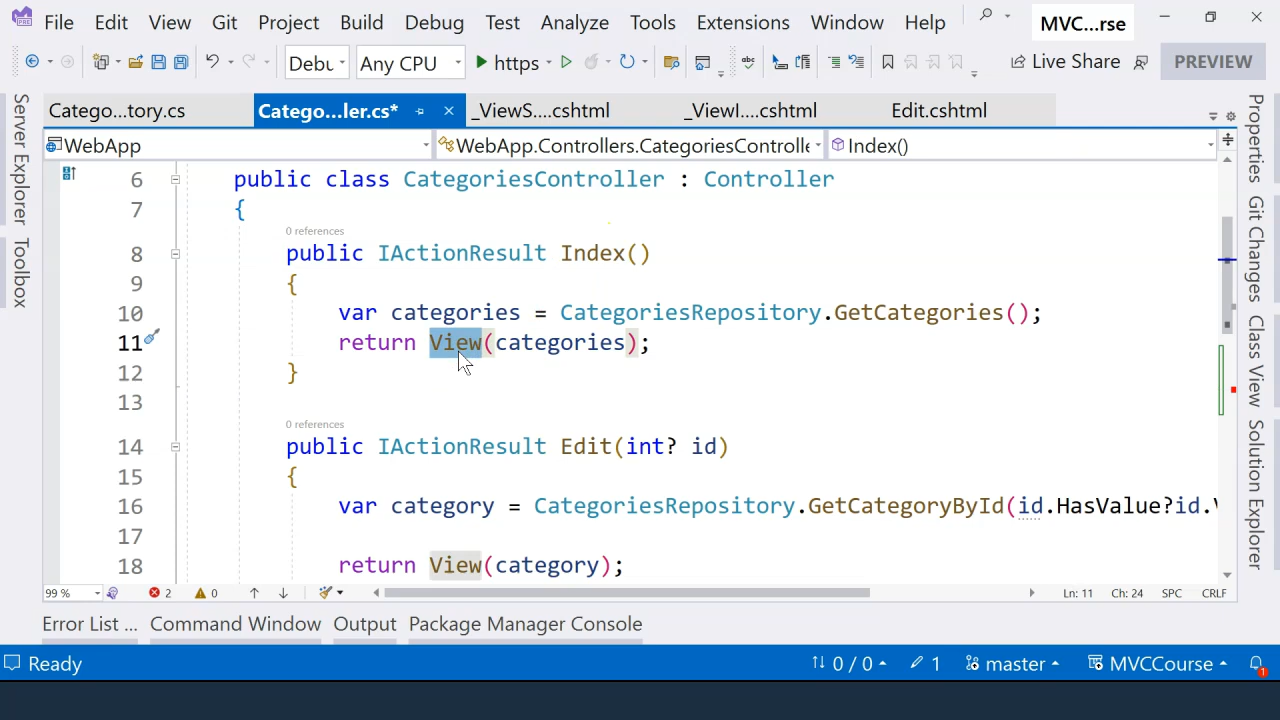 File Edit View Git Project Build Debug Test Analyze Tools Extensions Window Help MVC...rse
Debu Any CPU https Live Share PREVIEW
Catego...tory.cs Catego...ler.cs* _ViewS....cshtml _ViewI....cshtml Edit.cshtml
WebApp WebApp.Controllers.CategoriesControlle Index()
Server Explorer
Toolbox
6 public class CategoriesController : Controller
7 {
0 references
8 public IActionResult Index()
9 {
10 var categories = CategoriesRepository.GetCategories();
11 return View(categories);
12 }
13
0 references
14 public IActionResult Edit(int? id)
15 {
16 var category = CategoriesRepository.GetCategoryById(id.HasValue?id.V
17
18 return View(category);
Properties
Git Changes
Class View
Solution Explorer
99 % 2 0 Ln: 11 Ch: 24 SPC CRLF
Error List ... Command Window Output Package Manager Console
Ready 0 / 0 1 master MVCCourse 1